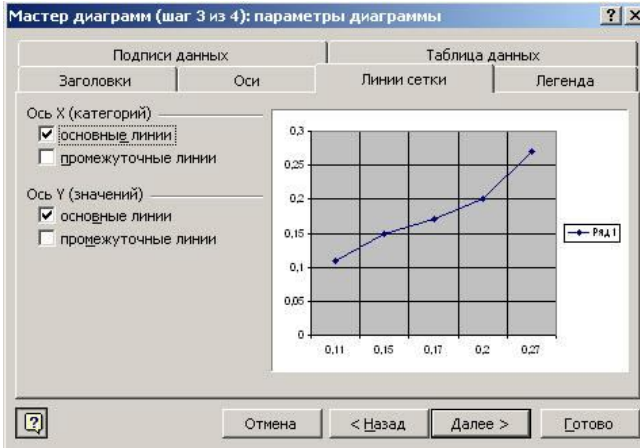 Мастер диаграмм (шаг 3 из 4): параметры диаграммы
Подписи данных
Таблица данных
Заголовки
Оси
Линии сетки
Легенда
Ось X (категорий)
основные линии
промежуточные линии
Ось Y (значений)
основные линии
промежуточные линии
0,3
0,25
0,2
0,15
0,1
0,05
0
0,11 0,15 0,17 0,2 0,27
Ряд1
Отмена
< Назад
Далее >
Готово